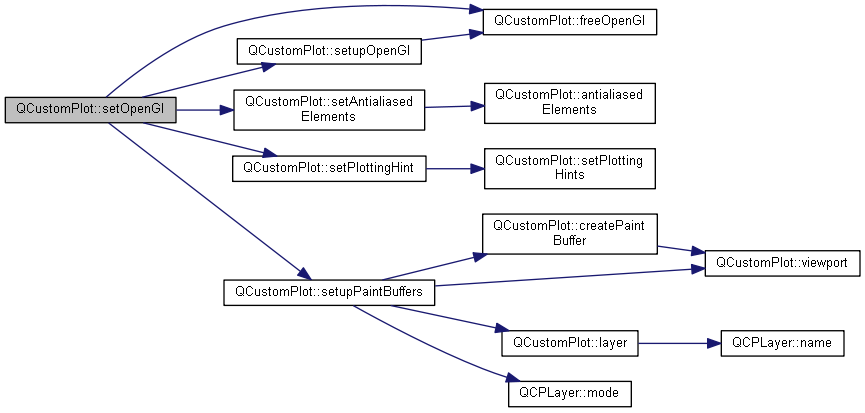 QCustomPlot::setOpenGl
QCustomPlot::freeOpenGl
QCustomPlot::setupOpenGl
QCustomPlot::setAntialiased
Elements
QCustomPlot::antialiased
Elements
QCustomPlot::setPlottingHint
QCustomPlot::setPlotting
Hints
QCustomPlot::setupPaintBuffers
QCustomPlot::createPaint
Buffer
QCustomPlot::viewport
QCustomPlot::layer
QCPLayer::name
QCPLayer::mode